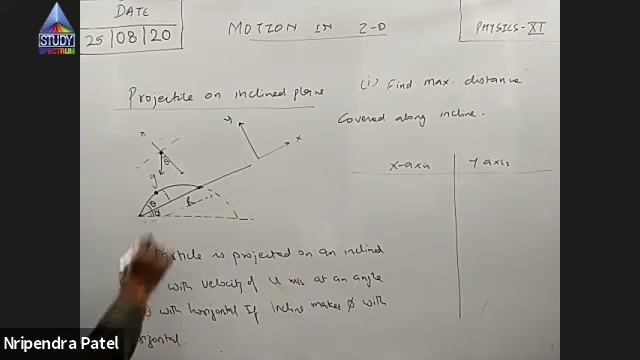 DATE
25/08/20
STUDY
SPECTRUM
MOTION IN 2-D
PHYSICS-XI
Projectile on inclined plane
(i) Find max. distance
covered along incline.
y
x
θ
g
θ
R
X-axis
Y axis
Particle is projected on an inclined
with velocity of u m/s at an angle
with horizontal If incline makes ϕ with
Nripendra Patel